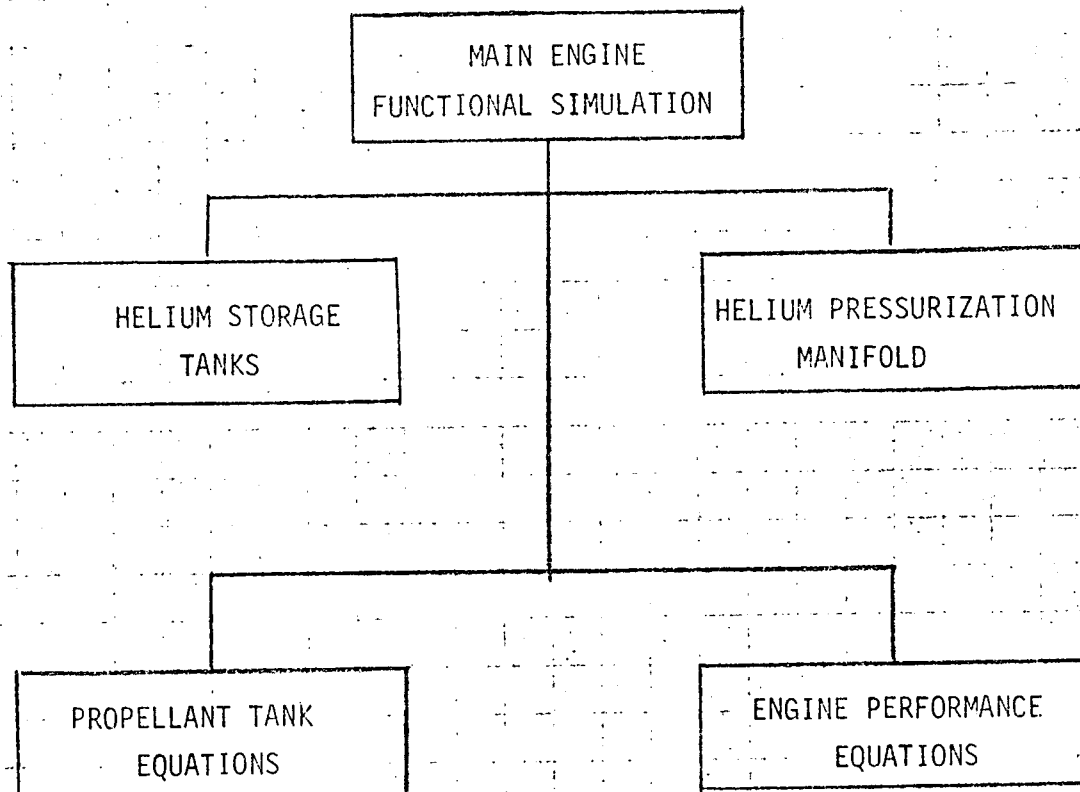 MAIN ENGINE
FUNCTIONAL SIMULATION
HELIUM STORAGE
TANKS
HELIUM PRESSURIZATION
MANIFOLD
PROPELLANT TANK
EQUATIONS
ENGINE PERFORMANCE
EQUATIONS